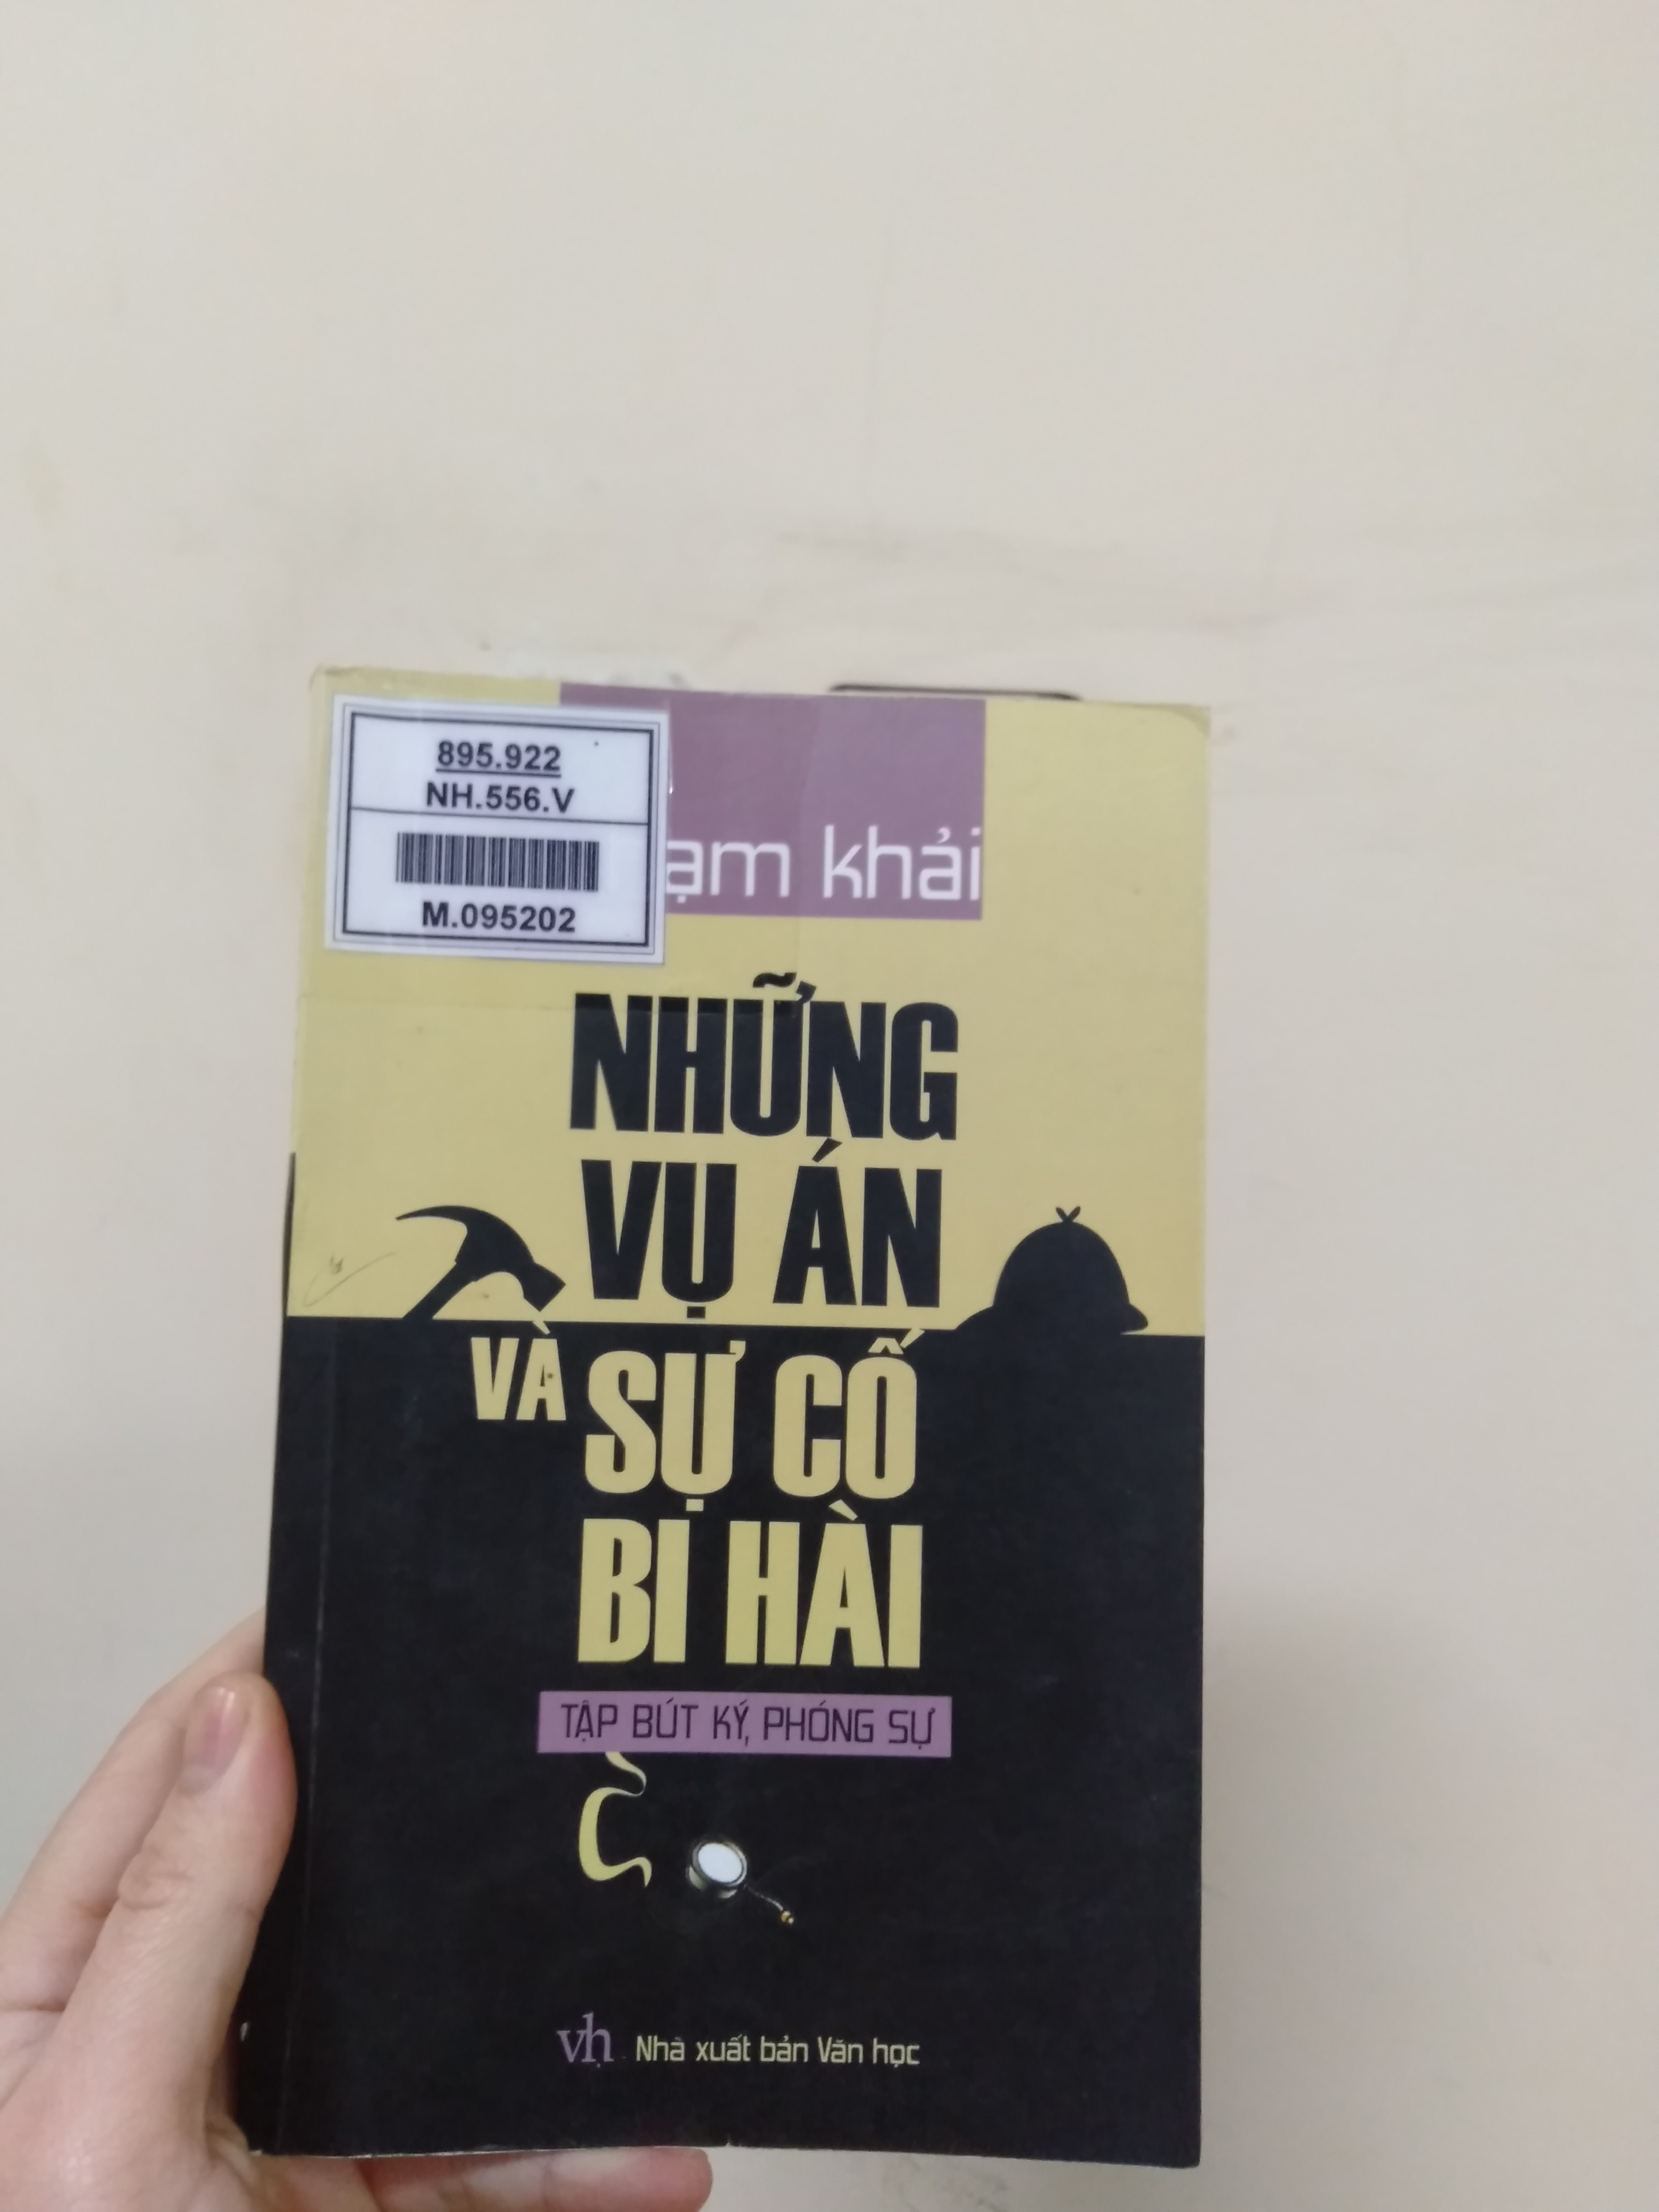 895.922
NH.556.V
M.095202
ạm khải
NHỮNG
VỤ ÁN
VÀ SỰ CỐ
BI HÀI
TẬP BÚT KÝ, PHÓNG SỰ
vh Nhà xuất bản Văn học